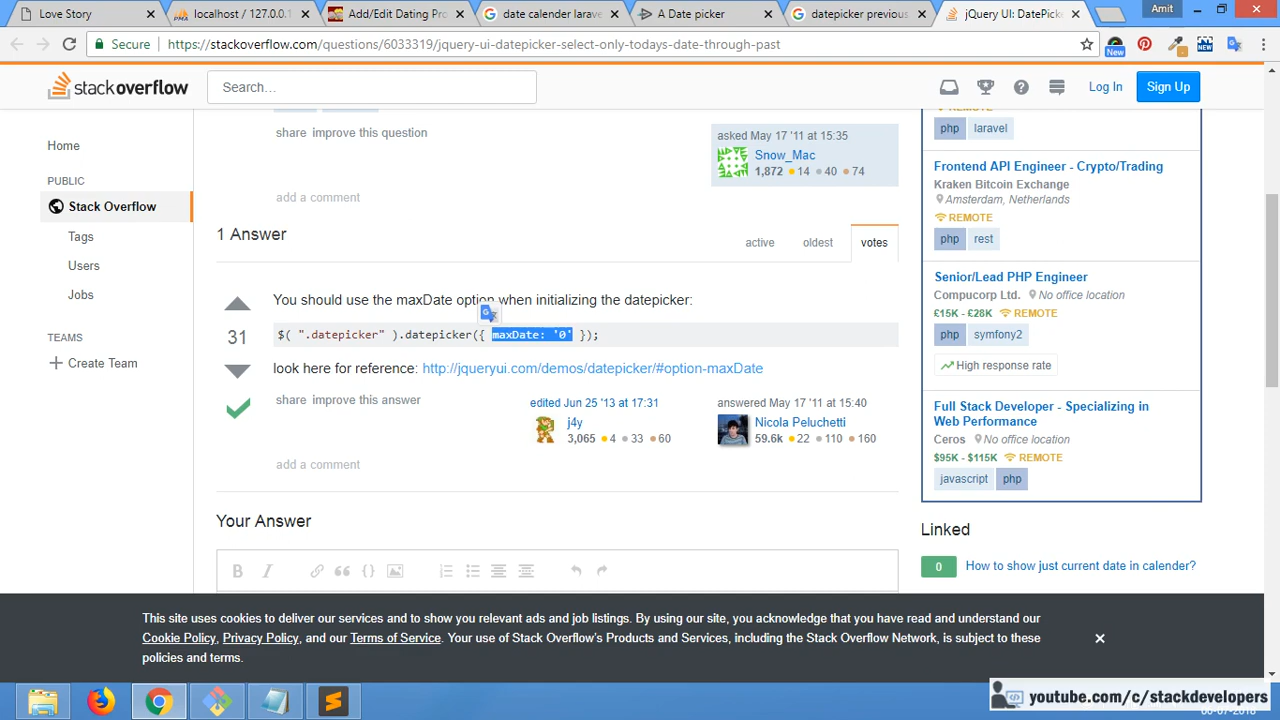 Love Story
localhost / 127.0.0.1
Add/Edit Dating Pro
data calender larave
A Date picker
datepicker previous
jQuery UI: DatePick
Amit
Secure https://stackoverflow.com/questions/6033319/jquery-ui-datepicker-select-only-todays-date-through-past
New
NEW
stackoverflow
Search...
Log In
Sign Up
Home
PUBLIC
Stack Overflow
Tags
Users
Jobs
TEAMS
Create Team
share improve this question
asked May 17 '11 at 15:35
Snow_Mac
1,872 14 40 74
add a comment
1 Answer
active oldest votes
31
You should use the maxDate option when initializing the datepicker:
$( ".datepicker" ).datepicker({ maxDate: '0' });
look here for reference: http://jqueryui.com/demos/datepicker/#option-maxDate
share improve this answer
edited Jun 25 '13 at 17:31
j4y
3,065 4 33 60
answered May 17 '11 at 15:40
Nicola Peluchetti
59.6k 22 110 160
add a comment
Your Answer
REMOTE
php laravel
Frontend API Engineer - Crypto/Trading
Kraken Bitcoin Exchange
Amsterdam, Netherlands
REMOTE
php rest
Senior/Lead PHP Engineer
Compucorp Ltd. No office location
£15K - £28K REMOTE
php symfony2
High response rate
Full Stack Developer - Specializing in
Web Performance
Ceros No office location
$95K - $115K REMOTE
javascript php
Linked
0 How to show just current date in calender?
This site uses cookies to deliver our services and to show you relevant ads and job listings. By using our site, you acknowledge that you have read and understand our
Cookie Policy, Privacy Policy, and our Terms of Service. Your use of Stack Overflow's Products and Services, including the Stack Overflow Network, is subject to these
policies and terms.
youtube.com/c/stackdevelopers